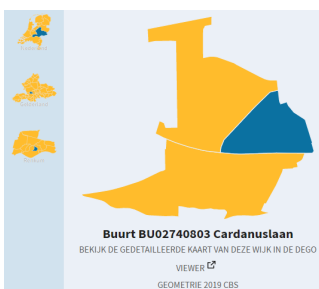 Buurt BU02740803 Cardanuslaan
BEKIJK DE GEDETAILLEERDE KAART VAN DEZE WIJK IN DE DEGO
VIEWER
GEOMETRIE 2019 CBS